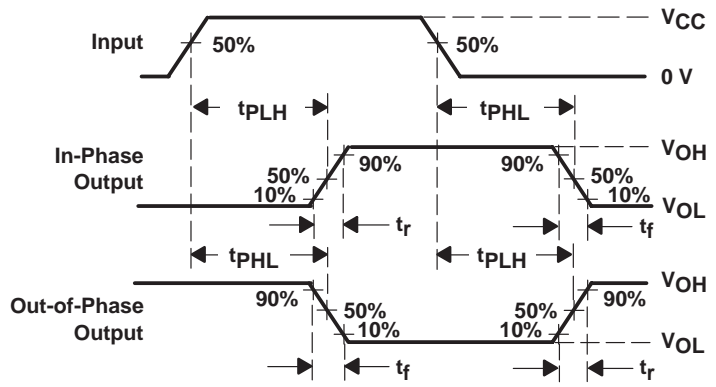 VCC
Input
50%
50%
0 V
tPLH
tPHL
In-Phase
Output
VOH
90%
90%
50%
50%
10%
10%
VOL
tr
tf
tPHL
tPLH
Out-of-Phase
Output
VOH
90%
90%
50%
50%
10%
10%
VOL
tf
tr